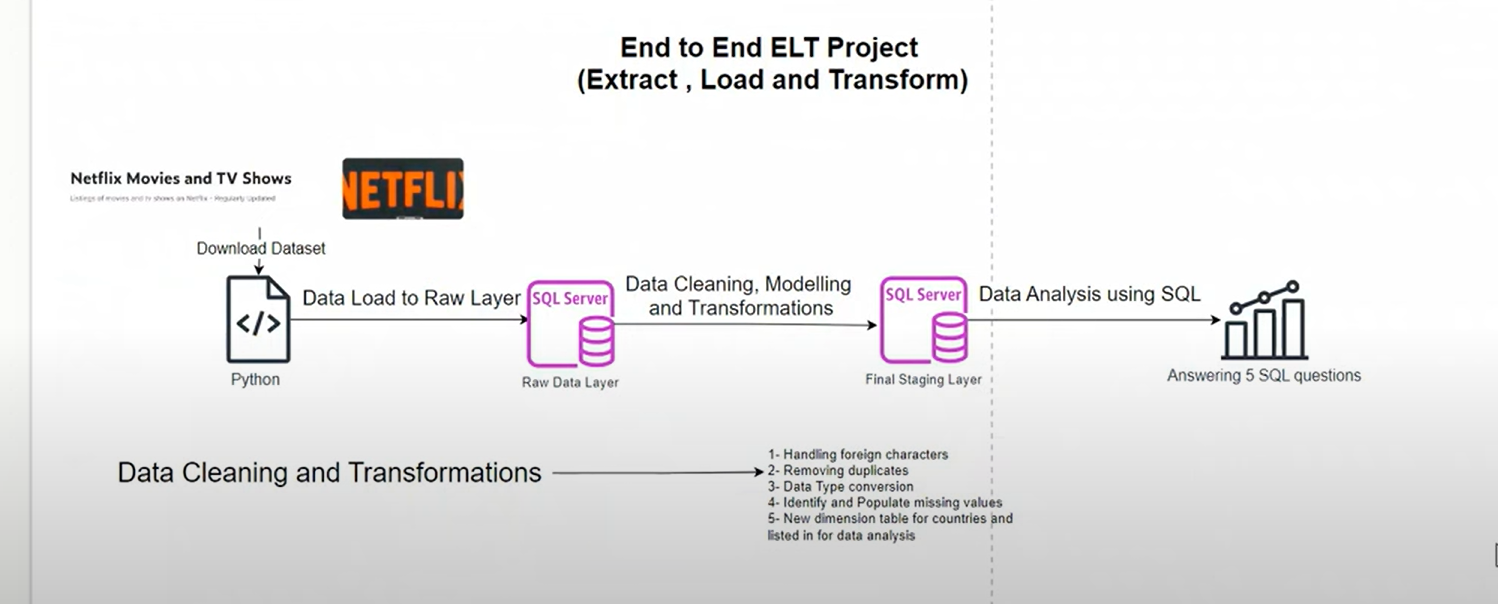 End to End ELT Project
(Extract , Load and Transform)
Netflix Movies and TV Shows
Listings of movies and tv shows on Netflix - Regularly Updated
NETFLIX
Download Dataset
Data Load to Raw Layer
SQL Server
Data Cleaning, Modelling
and Transformations
SQL Server
Data Analysis using SQL
</>
Python
Raw Data Layer
Final Staging Layer
Answering 5 SQL questions
Data Cleaning and Transformations
1- Handling foreign characters
2- Removing duplicates
3- Data Type conversion
4- Identify and Populate missing values
5- New dimension table for countries and
listed in for data analysis